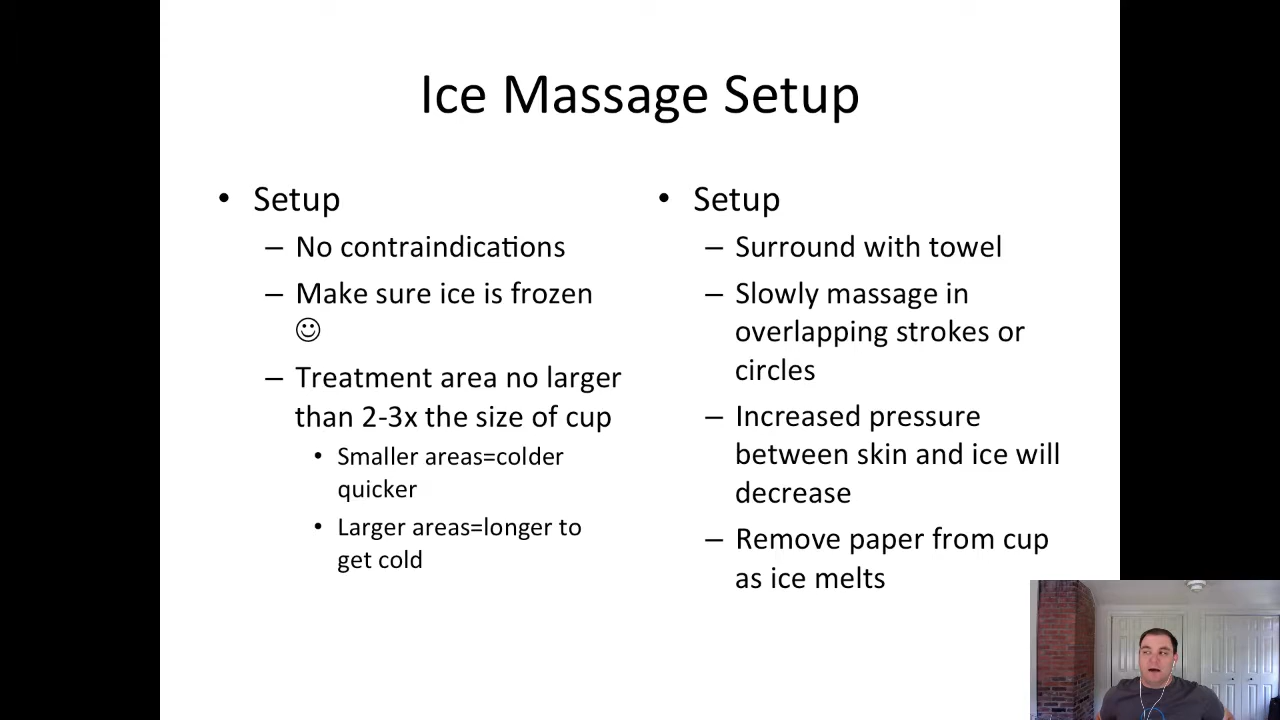 Ice Massage Setup
• Setup
– No contraindications
– Make sure ice is frozen
☺
– Treatment area no larger
than 2-3x the size of cup
• Smaller areas=colder
quicker
• Larger areas=longer to
get cold
• Setup
– Surround with towel
– Slowly massage in
overlapping strokes or
circles
– Increased pressure
between skin and ice will
decrease
– Remove paper from cup
as ice melts